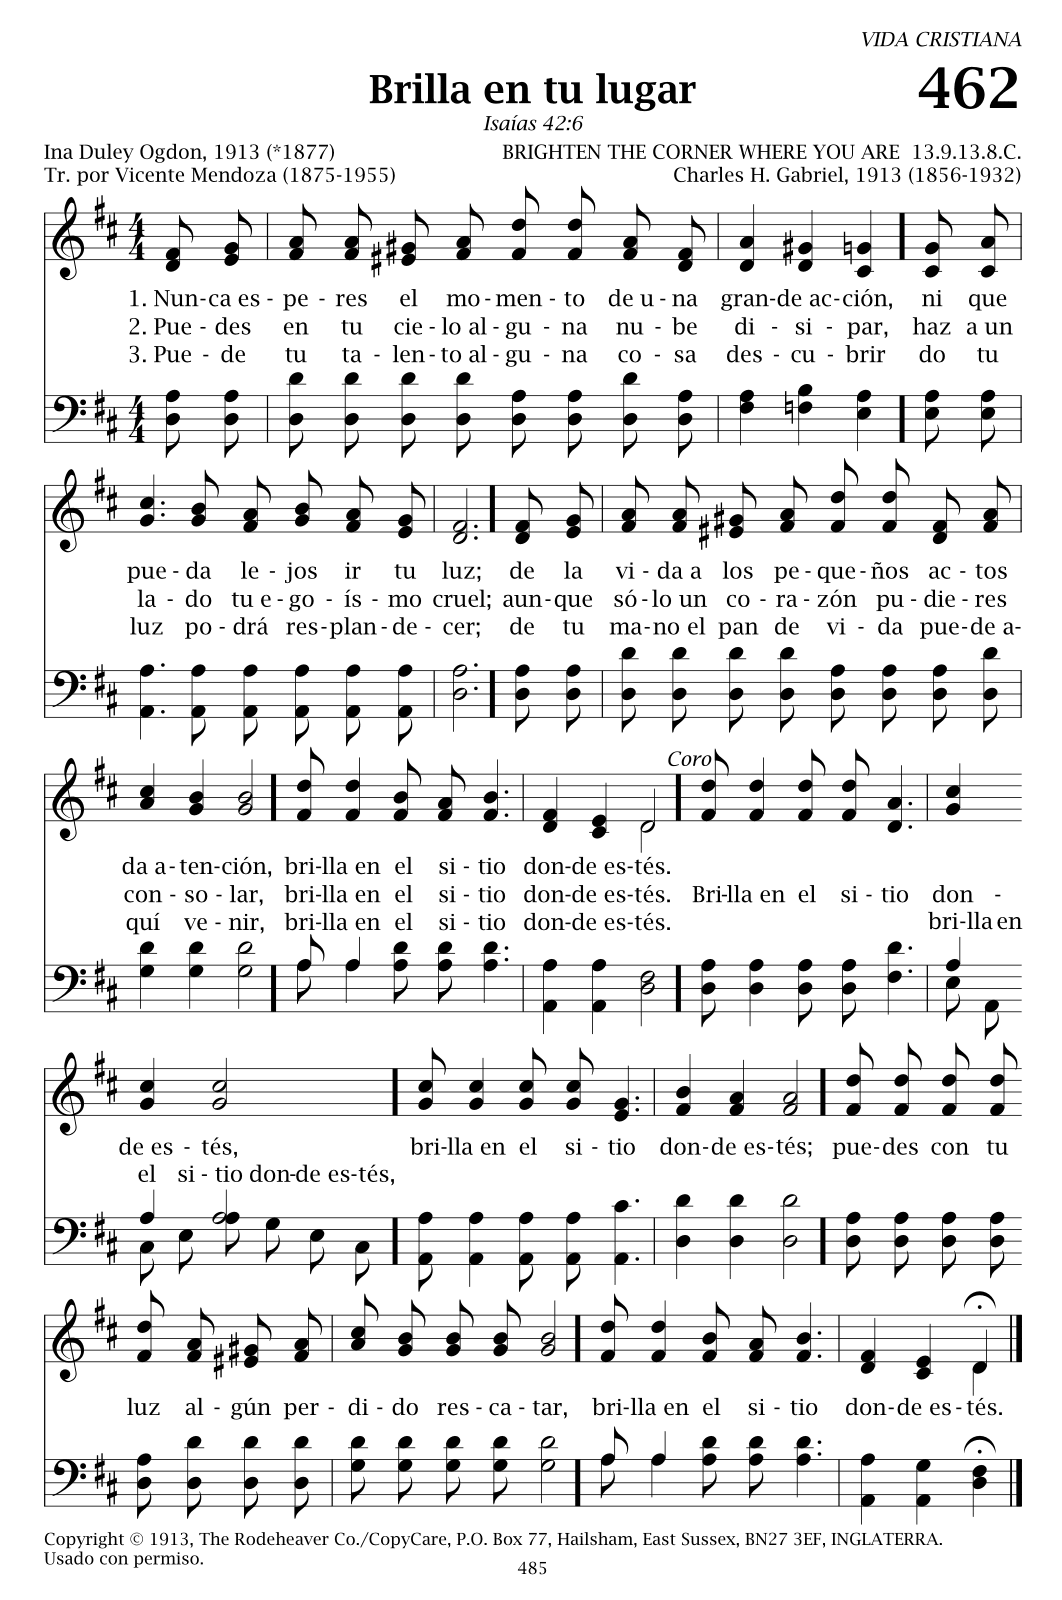 VIDA CRISTIANA
Brilla en tu lugar 462
Isaías 42:6
Ina Duley Ogdon, 1913 (*1877) BRIGHTEN THE CORNER WHERE YOU ARE 13.9.13.8.C.
Tr. por Vicente Mendoza (1875-1955) Charles H. Gabriel, 1913 (1856-1932)
1. Nun-ca es - pe - res el mo - men - to de u - na gran-de ac-ción, ni que
2. Pue - des en tu cie - lo al - gu - na nu - be di - si - par, haz a un
3. Pue - de tu ta - len - to al - gu - na co - sa des - cu - brir do tu
pue - da le - jos ir tu luz; de la vi - da a los pe - que - ños ac - tos
la - do tu e - go - ís - mo cruel; aun - que só - lo un co - ra - zón pu - die - res
luz po - drá res - plan - de - cer; de tu ma - no el pan de vi - da pue - de a-
Coro
da a - ten - ción, bri - lla en el si - tio don - de es - tés.
con - so - lar, bri - lla en el si - tio don - de es - tés. Bri - lla en el si - tio don -
quí ve - nir, bri - lla en el si - tio don - de es - tés. bri - lla en
de es - tés, bri - lla en el si - tio don - de es - tés; pue - des con tu
el si - tio don - de es - tés,
luz al - gún per - di - do res - ca - tar, bri - lla en el si - tio don - de es - tés.
Copyright © 1913, The Rodeheaver Co./CopyCare, P.O. Box 77, Hailsham, East Sussex, BN27 3EF, INGLATERRA.
Usado con permiso.
485